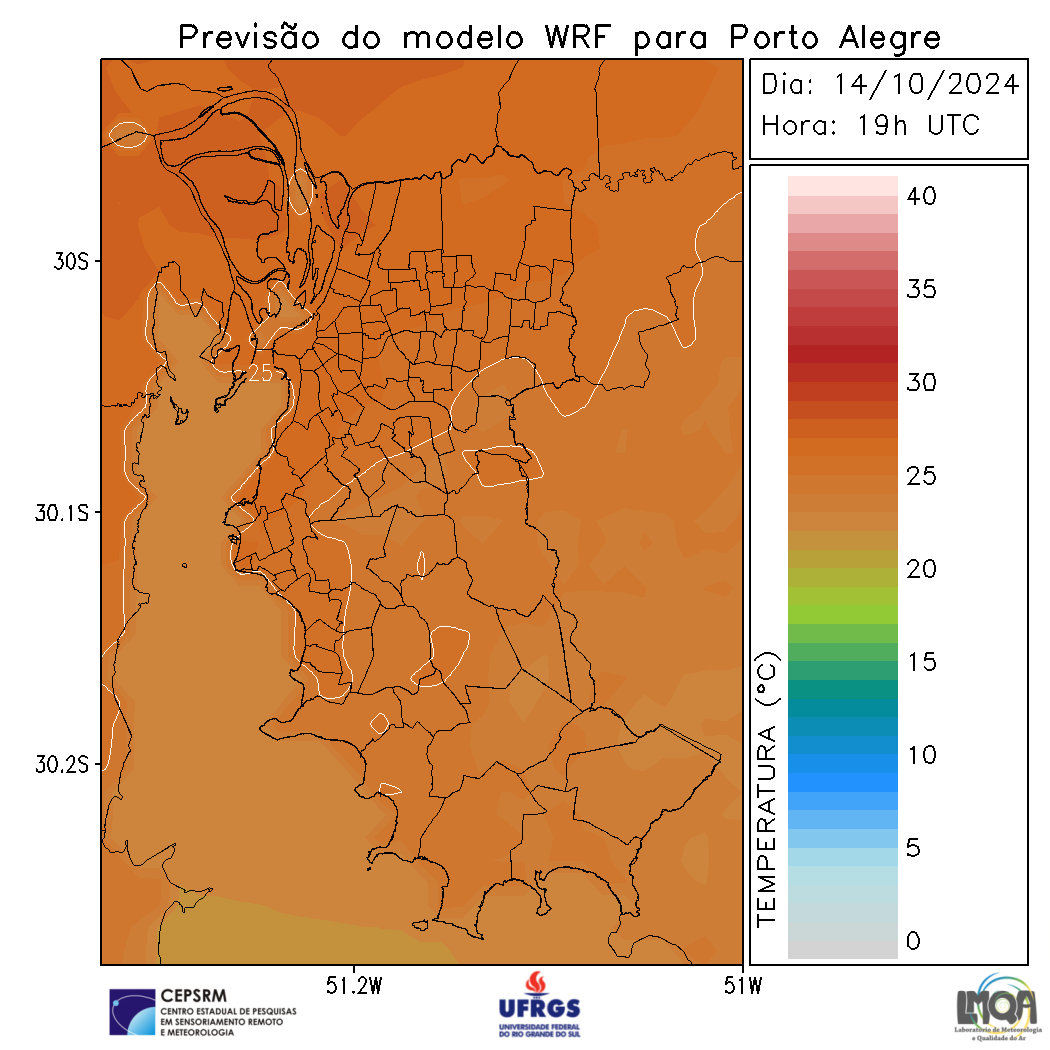 Previsão do modelo WRF para Porto Alegre
Dia: 14/10/2024
Hora: 19h UTC
30S
30.1S
30.2S
51.2W
51W
25
TEMPERATURA (°C)
40
35
30
25
20
15
10
5
0
CEPSRM
CENTRO ESTADUAL DE PESQUISAS
EM SENSORIAMENTO REMOTO
E METEOROLOGIA
UFRGS
UNIVERSIDADE FEDERAL
DO RIO GRANDE DO SUL
LMQA
Laboratório de Meteorologia
e Qualidade do Ar